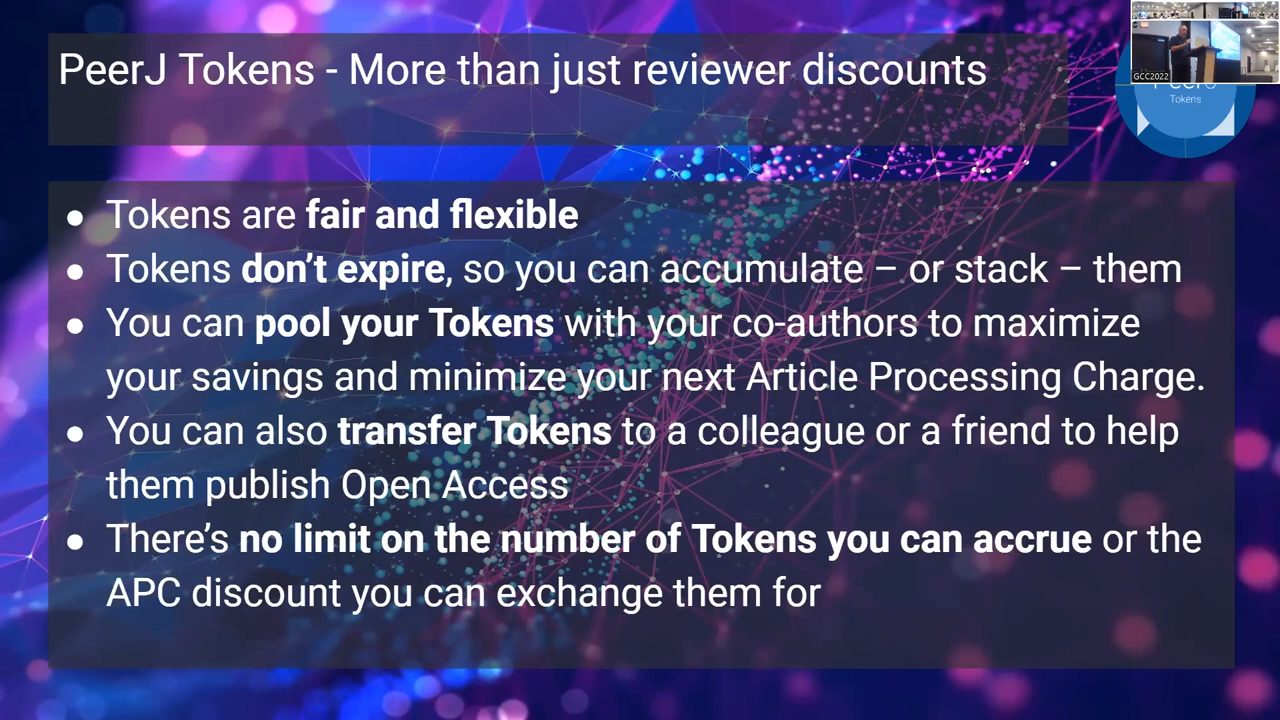 PeerJ Tokens - More than just reviewer discounts
GCC2022
Tokens
● Tokens are fair and flexible
● Tokens don’t expire, so you can accumulate – or stack – them
● You can pool your Tokens with your co-authors to maximize
your savings and minimize your next Article Processing Charge.
● You can also transfer Tokens to a colleague or a friend to help
them publish Open Access
● There’s no limit on the number of Tokens you can accrue or the
APC discount you can exchange them for